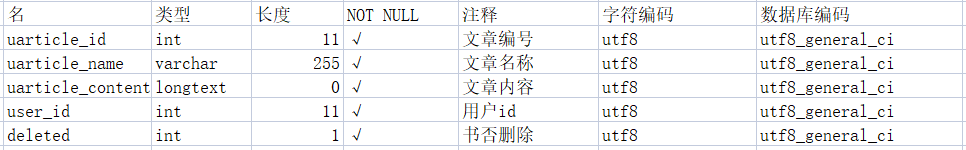 名 类型 长度 NOT NULL 注释 字符编码 数据库编码
uarticle_id int 11 √ 文章编号 utf8 utf8_general_ci
uarticle_name varchar 255 √ 文章名称 utf8 utf8_general_ci
uarticle_content longtext 0 √ 文章内容 utf8 utf8_general_ci
user_id int 11 √ 用户id utf8 utf8_general_ci
deleted int 1 √ 书否删除 utf8 utf8_general_ci